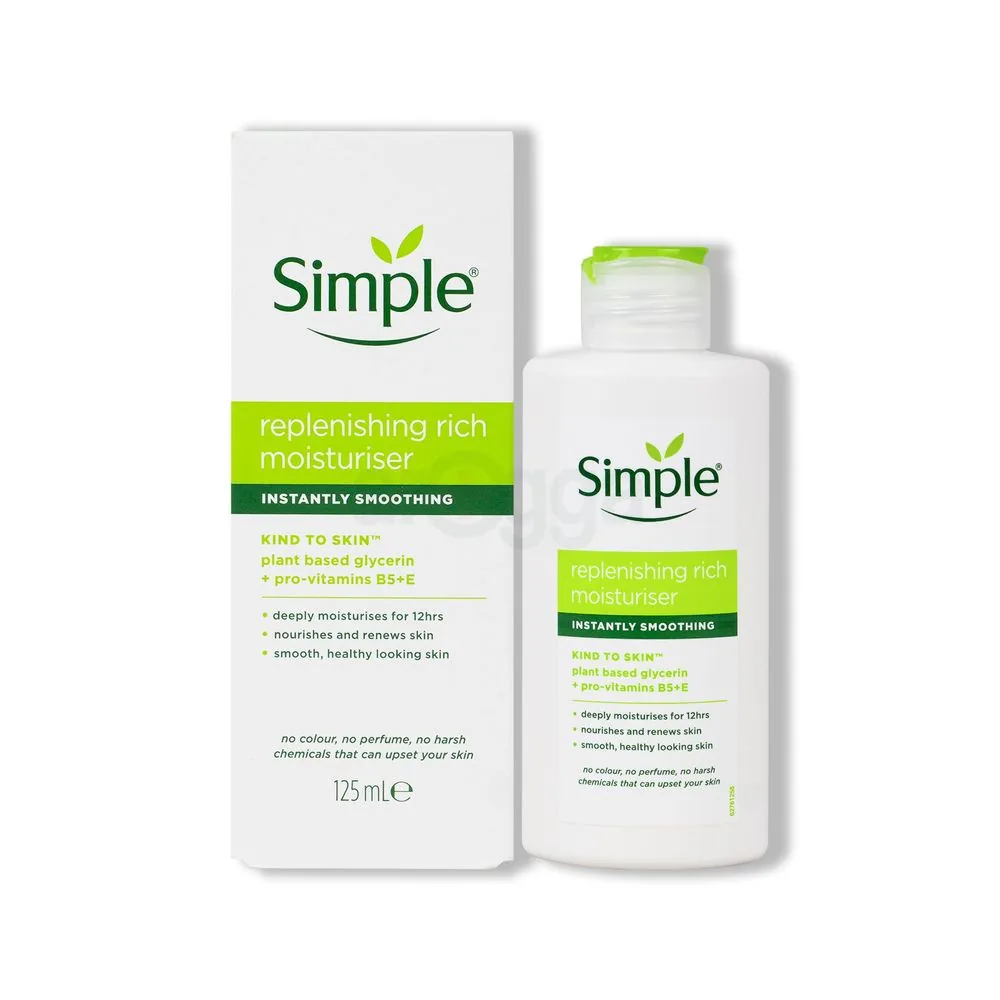 Simple®
replenishing rich
moisturiser
INSTANTLY SMOOTHING
KIND TO SKIN™
plant based glycerin
+ pro-vitamins B5+E
• deeply moisturises for 12hrs
• nourishes and renews skin
• smooth, healthy looking skin
no colour, no perfume, no harsh
chemicals that can upset your skin
125 mL℮
Simple®
replenishing rich
moisturiser
INSTANTLY SMOOTHING
KIND TO SKIN™
plant based glycerin
+ pro-vitamins B5+E
• deeply moisturises for 12hrs
• nourishes and renews skin
• smooth, healthy looking skin
no colour, no perfume, no harsh
chemicals that can upset your skin